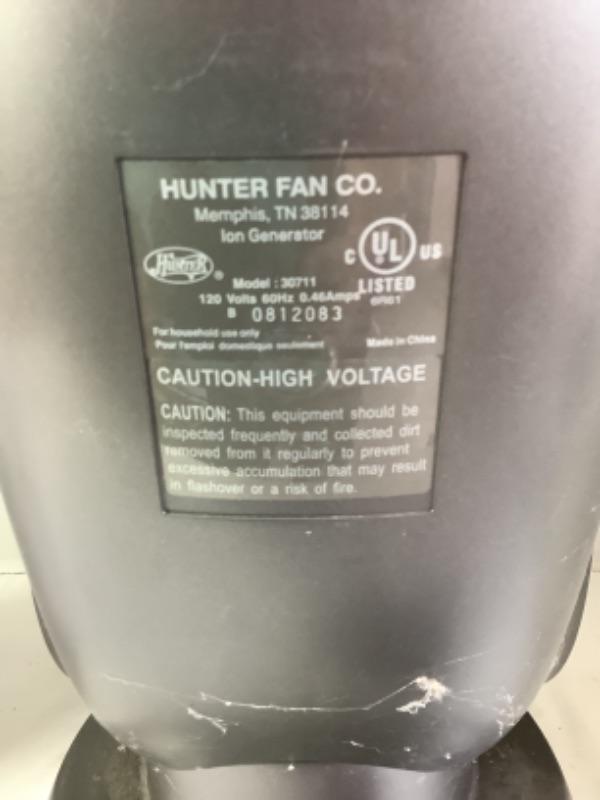 HUNTER FAN CO.
Memphis, TN 38114
Ion Generator
C UL US
LISTED
6R61
HUNTER ®
Model : 30711
120 Volts 60Hz 0.46Amps
B 0812083
For household use only
Pour l'emploi domestique seulement
Made in China
CAUTION-HIGH VOLTAGE
CAUTION: This equipment should be
inspected frequently and collected dirt
removed from it regularly to prevent
excessive accumulation that may result
in flashover or a risk of fire.